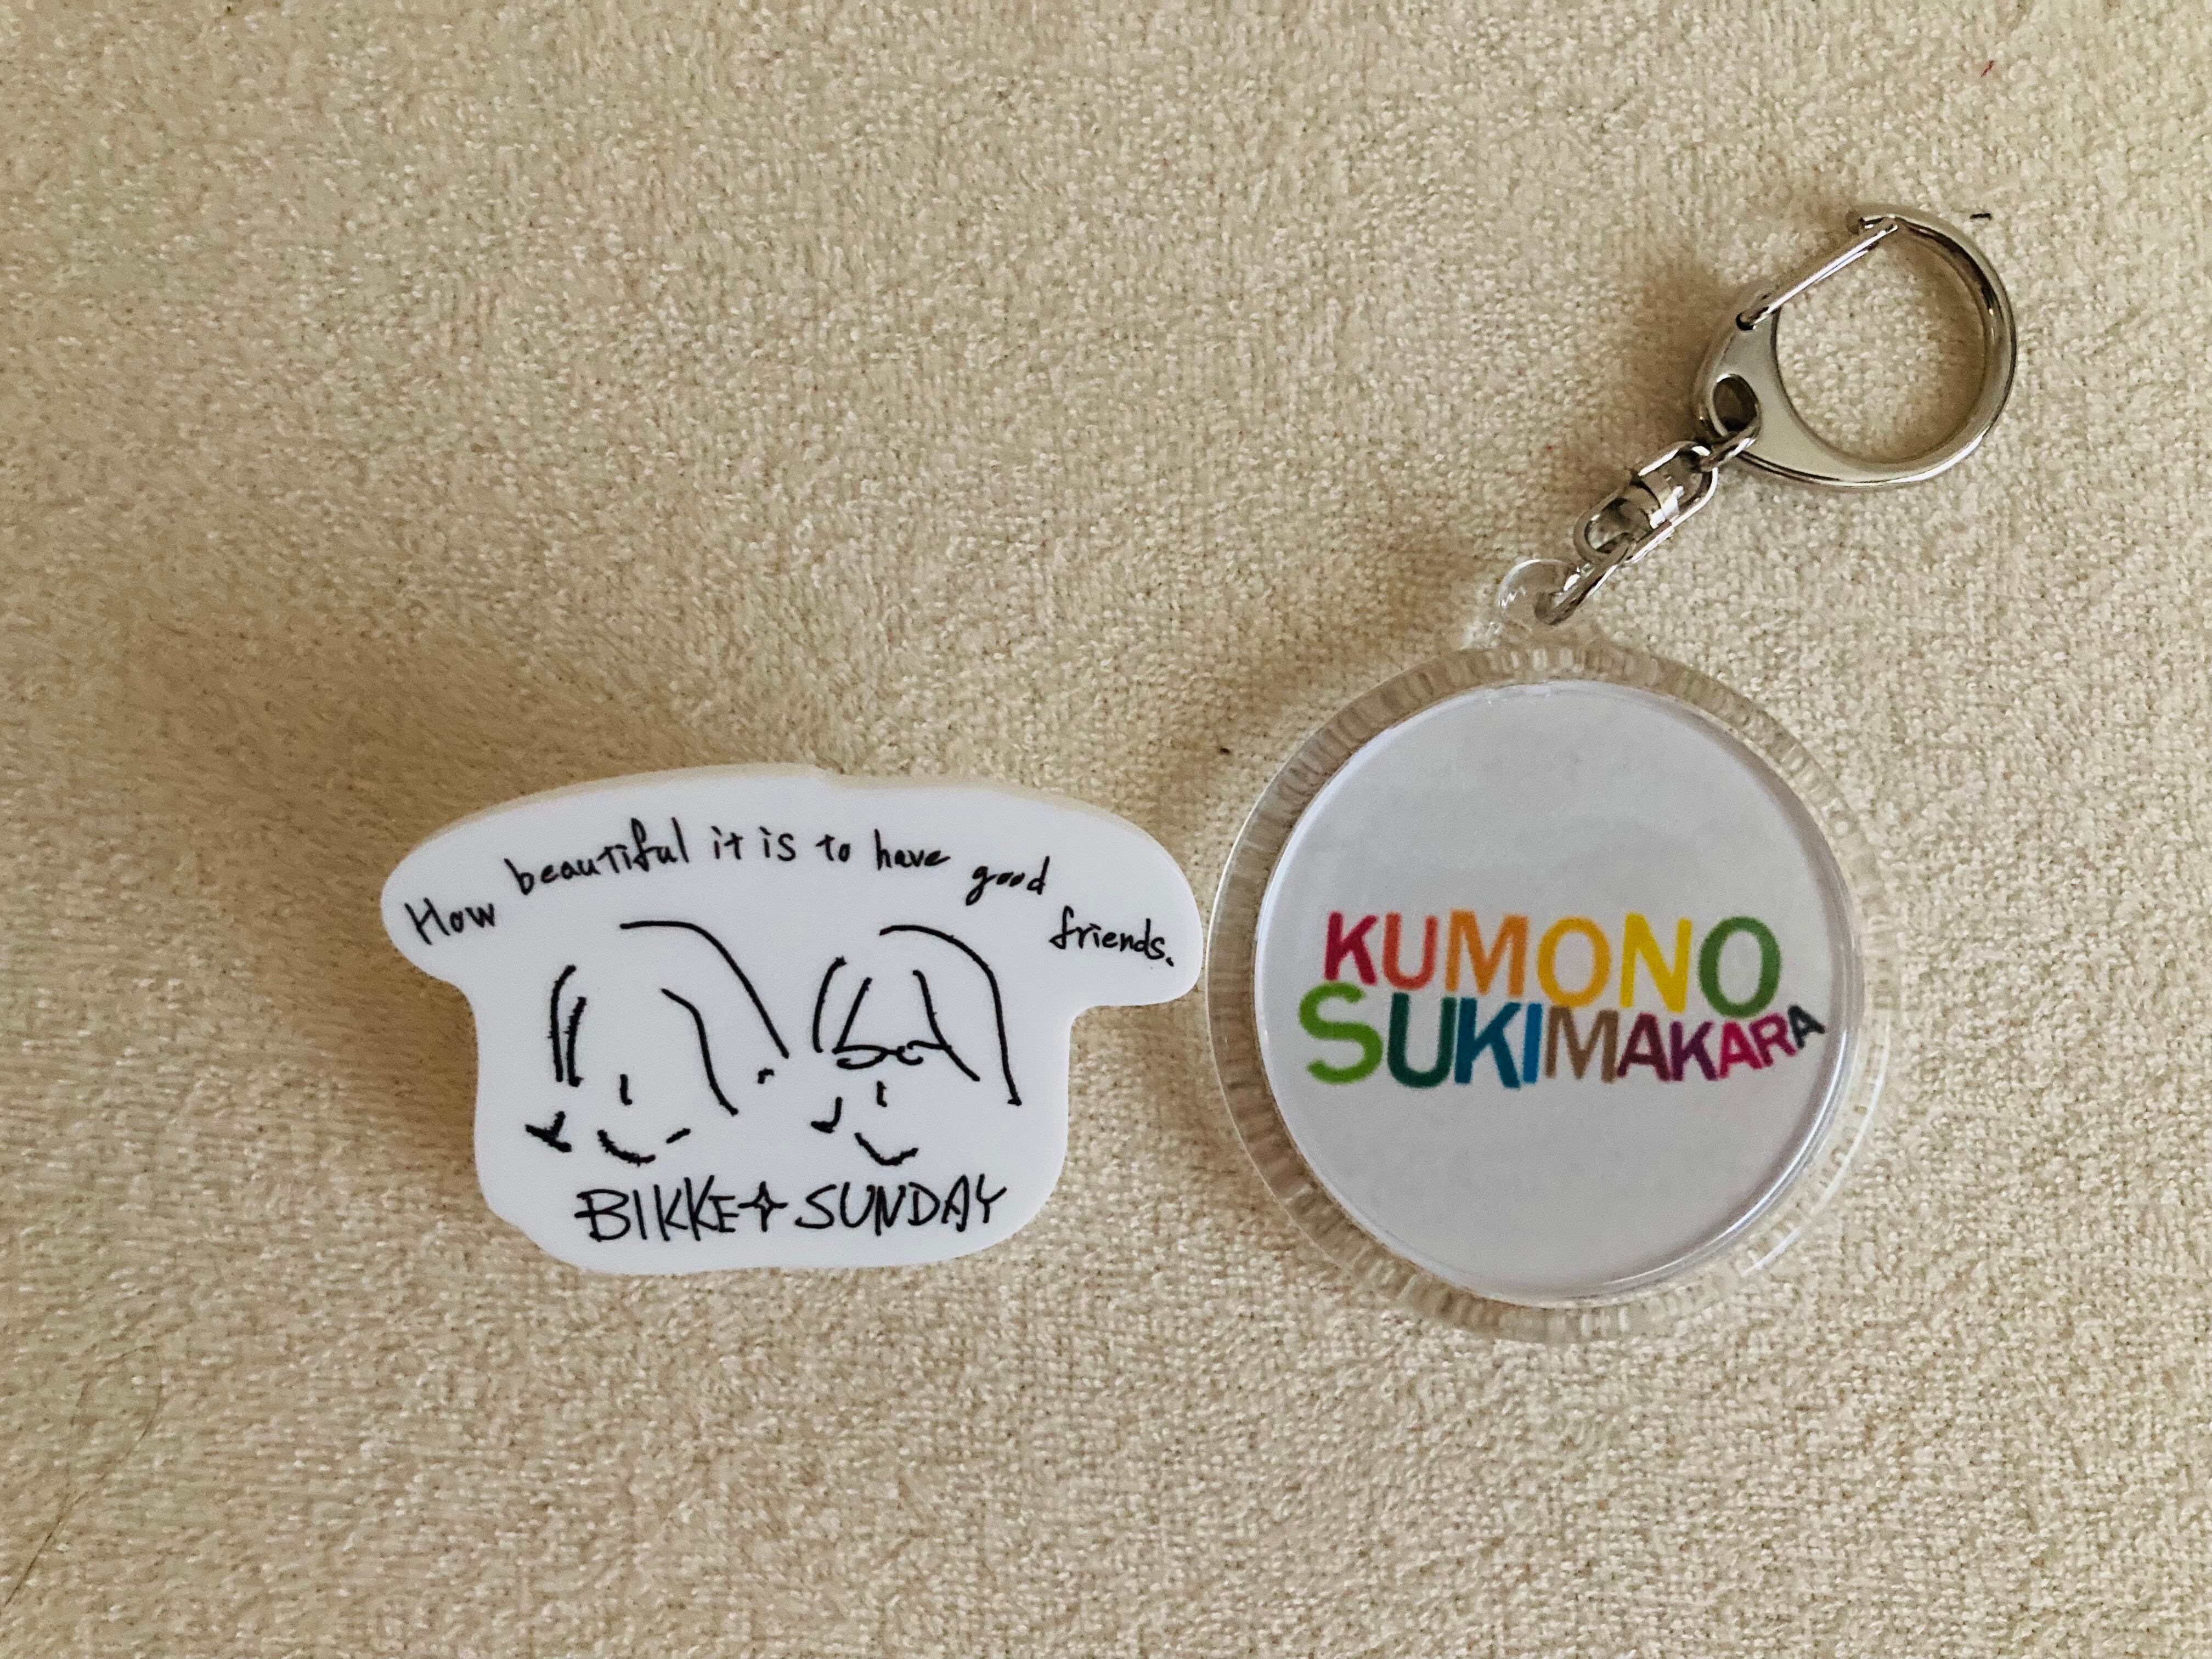 How beautiful it is to have good friends.
BIKKE✧SUNDAY
KUMONO
SUKIMAKARA